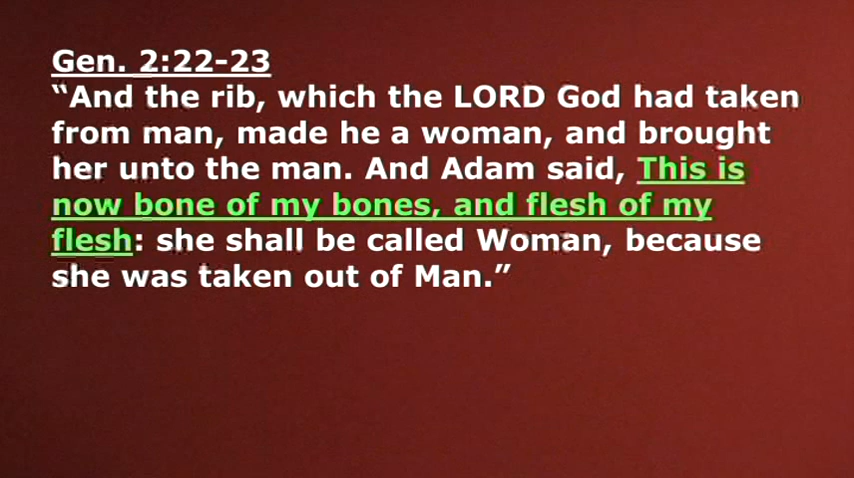 Gen. 2:22-23
“And the rib, which the LORD God had taken
from man, made he a woman, and brought
her unto the man. And Adam said, This is
now bone of my bones, and flesh of my
flesh: she shall be called Woman, because
she was taken out of Man.”